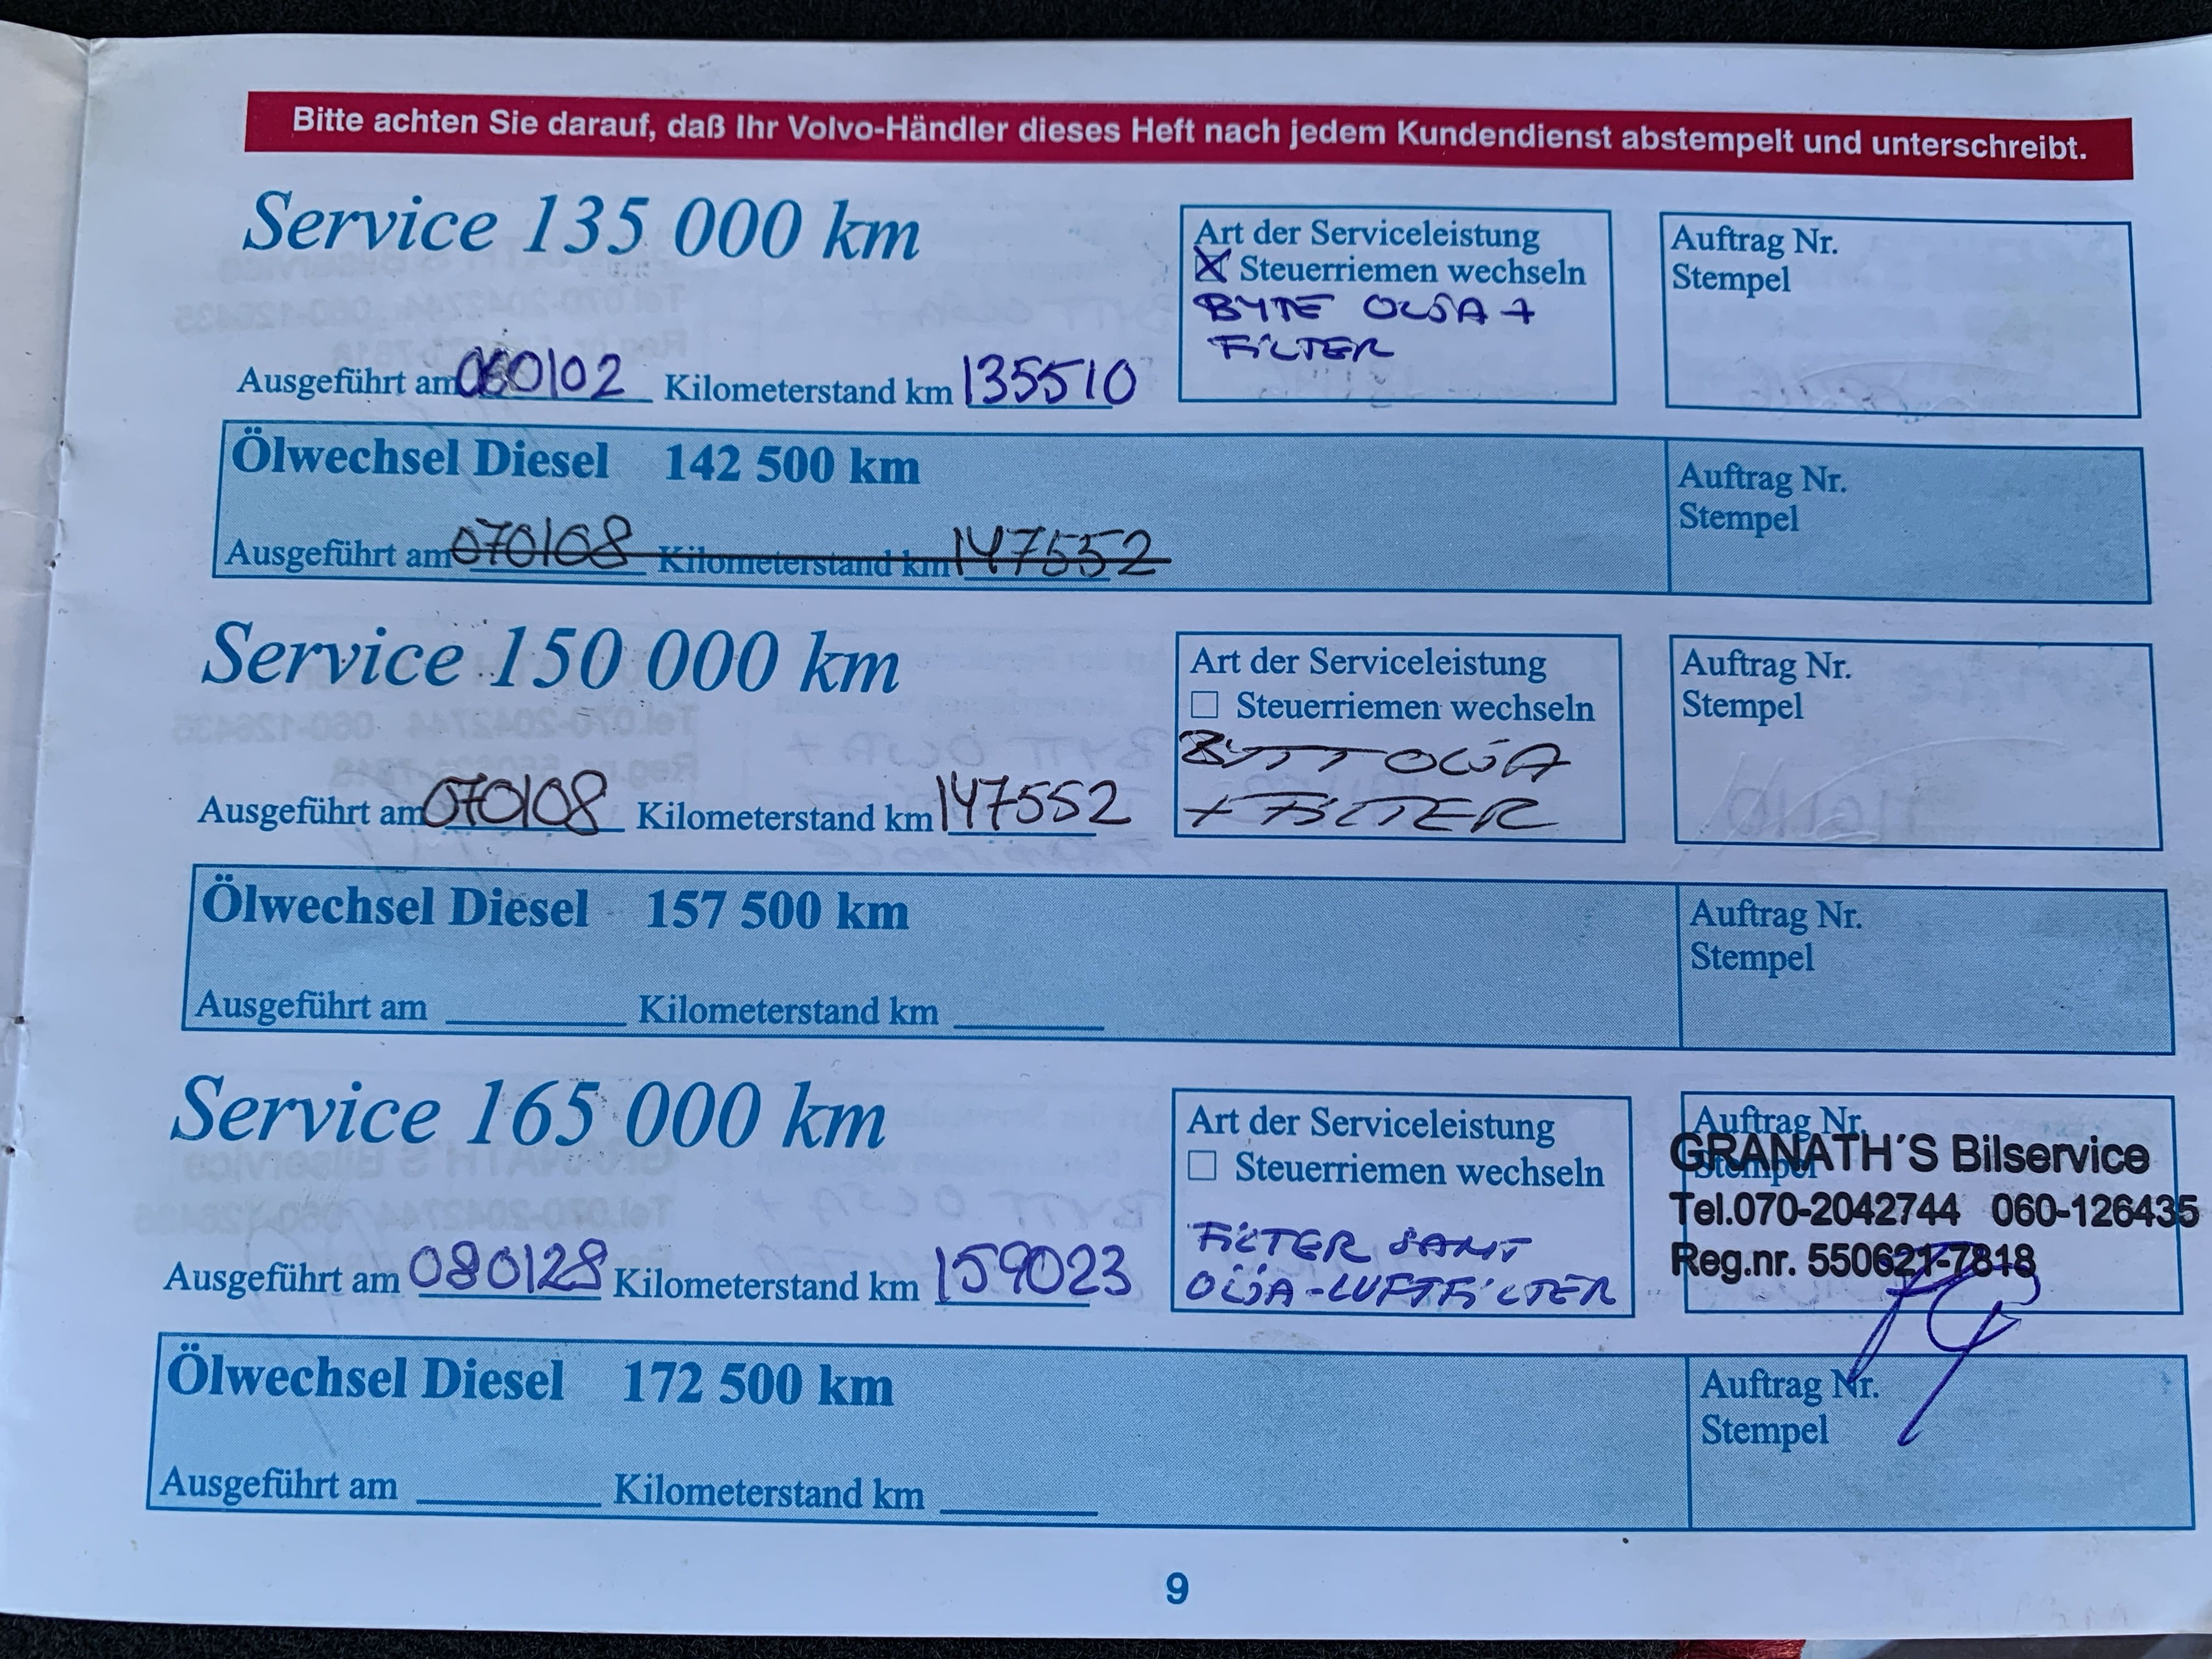 Bitte achten Sie darauf, daß Ihr Volvo-Händler dieses Heft nach jedem Kundendienst abstempelt und unterschreibt.
Service 135 000 km
Art der Serviceleistung
Steuerriemen wechseln
BYTE OLJA +
FILTER
Auftrag Nr.
Stempel
Ausgeführt am 060102 Kilometerstand km 135510
Ölwechsel Diesel 142 500 km
Auftrag Nr.
Stempel
Ausgeführt am 070108 Kilometerstand km 147552
Service 150 000 km
Art der Serviceleistung
Steuerriemen wechseln
BYTT OLJA
+ FILTER
Auftrag Nr.
Stempel
Ausgeführt am 070108 Kilometerstand km 147552
Ölwechsel Diesel 157 500 km
Auftrag Nr.
Stempel
Ausgeführt am Kilometerstand km
Service 165 000 km
Art der Serviceleistung
Steuerriemen wechseln
FILTER SAMT
OLJA-LUFTFILTER
Auftrag Nr.
Stempel
GRANATH´S Bilservice
Tel.070-2042744 060-126435
Reg.nr. 550621-7818
Ausgeführt am 080128 Kilometerstand km 159023
Ölwechsel Diesel 172 500 km
Auftrag Nr.
Stempel
Ausgeführt am Kilometerstand km
9